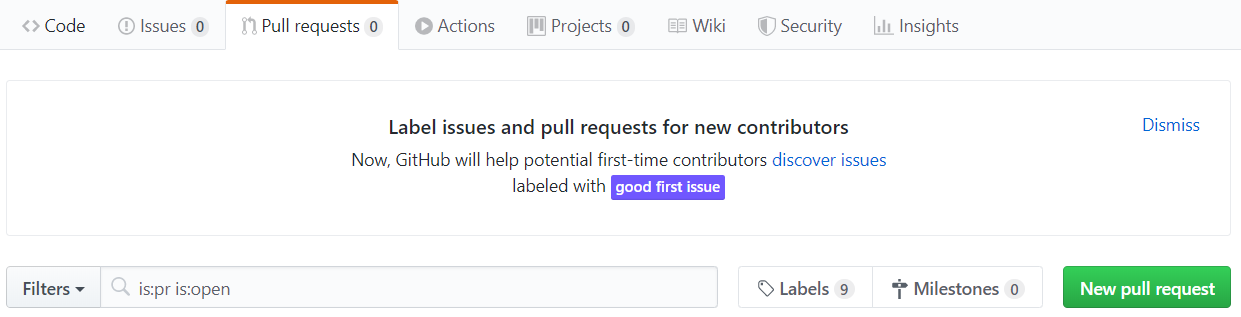 Code Issues 0 Pull requests 0 Actions Projects 0 Wiki Security Insights
Label issues and pull requests for new contributors
Dismiss
Now, GitHub will help potential first-time contributors discover issues
labeled with good first issue
Filters is:pr is:open Labels 9 Milestones 0 New pull request